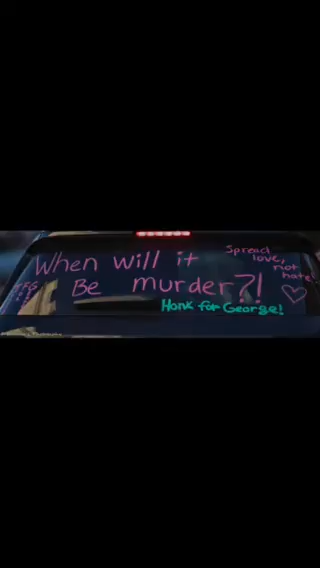 Spread
love,
not
hate!
When will it
Be murder?!
Honk for George!